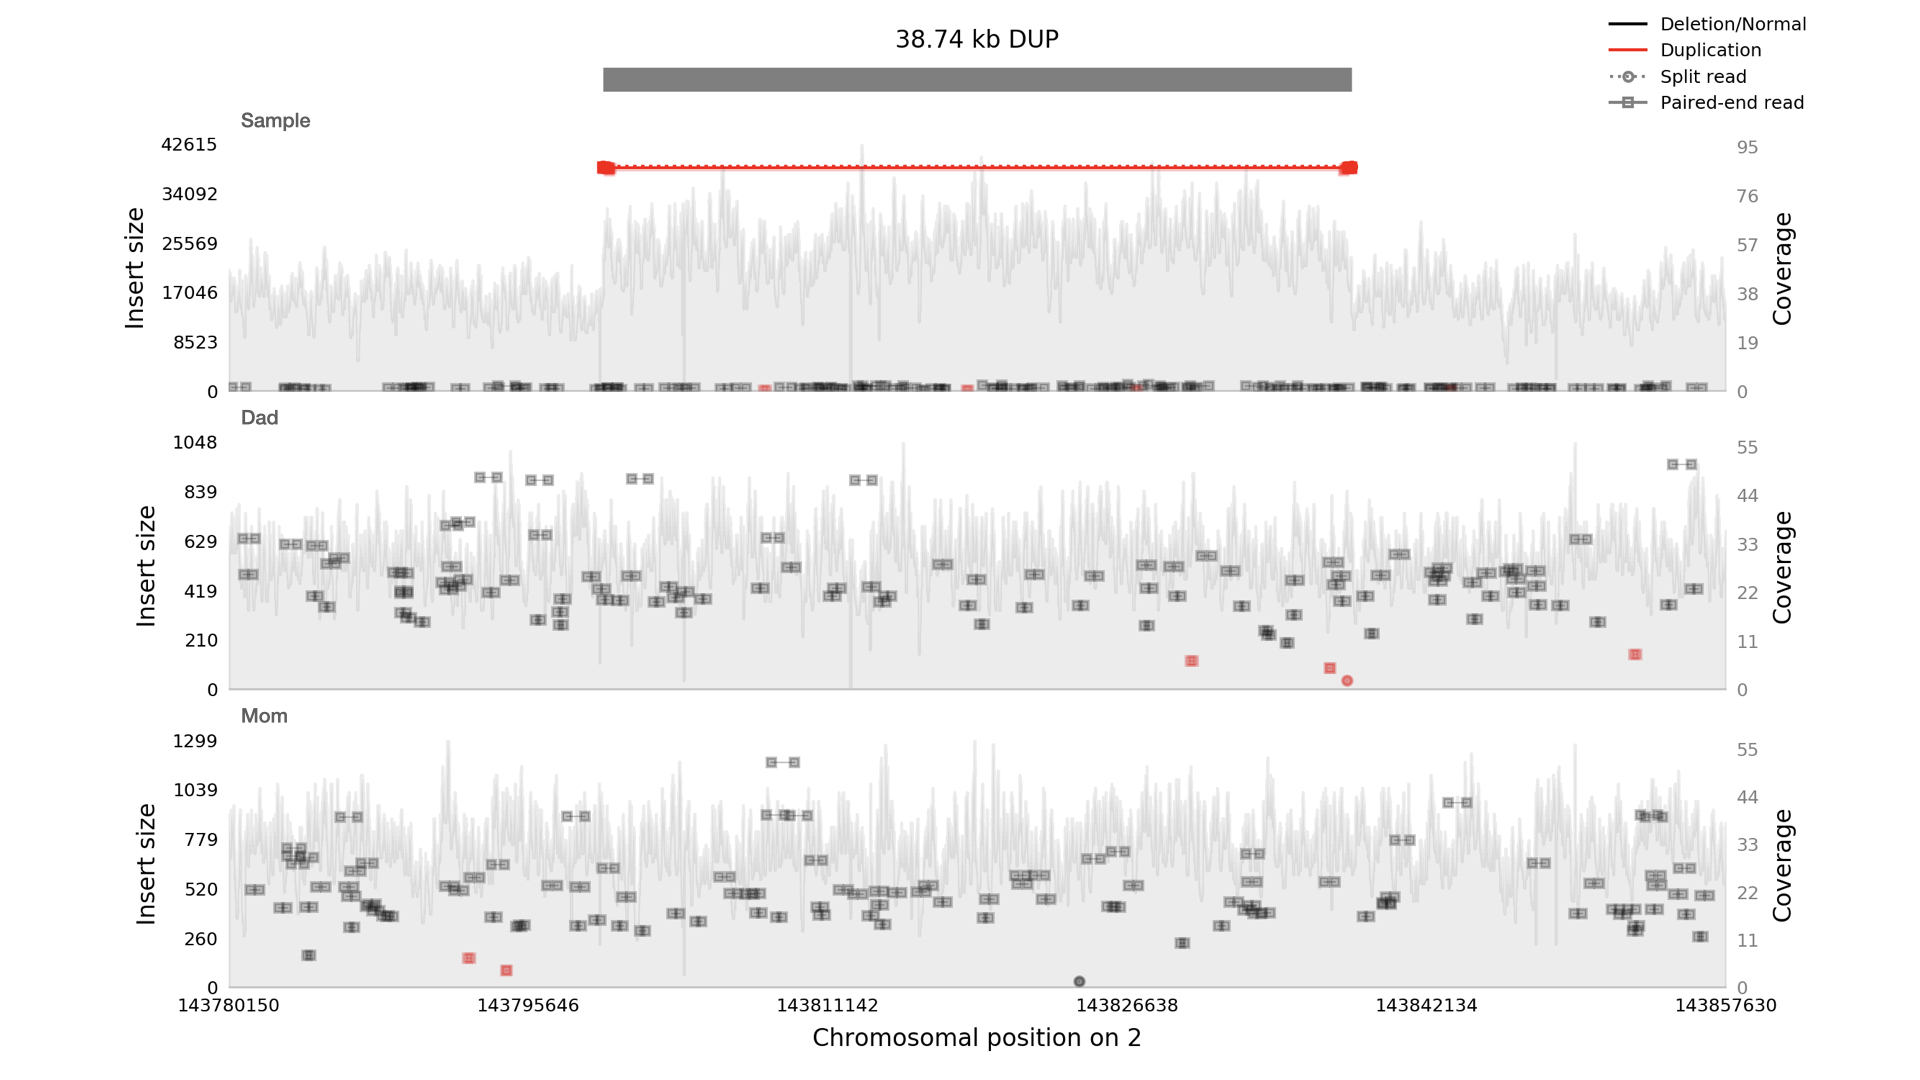 38.74 kb DUP
Deletion/Normal
Duplication
Split read
Paired-end read
Sample
42615
34092
25569
17046
8523
0
Insert size
95
76
57
38
19
0
Coverage
Dad
1048
839
629
419
210
0
Insert size
55
44
33
22
11
0
Coverage
Mom
1299
1039
779
520
260
0
Insert size
55
44
33
22
11
0
Coverage
143780150 143795646 143811142 143826638 143842134 143857630
Chromosomal position on 2